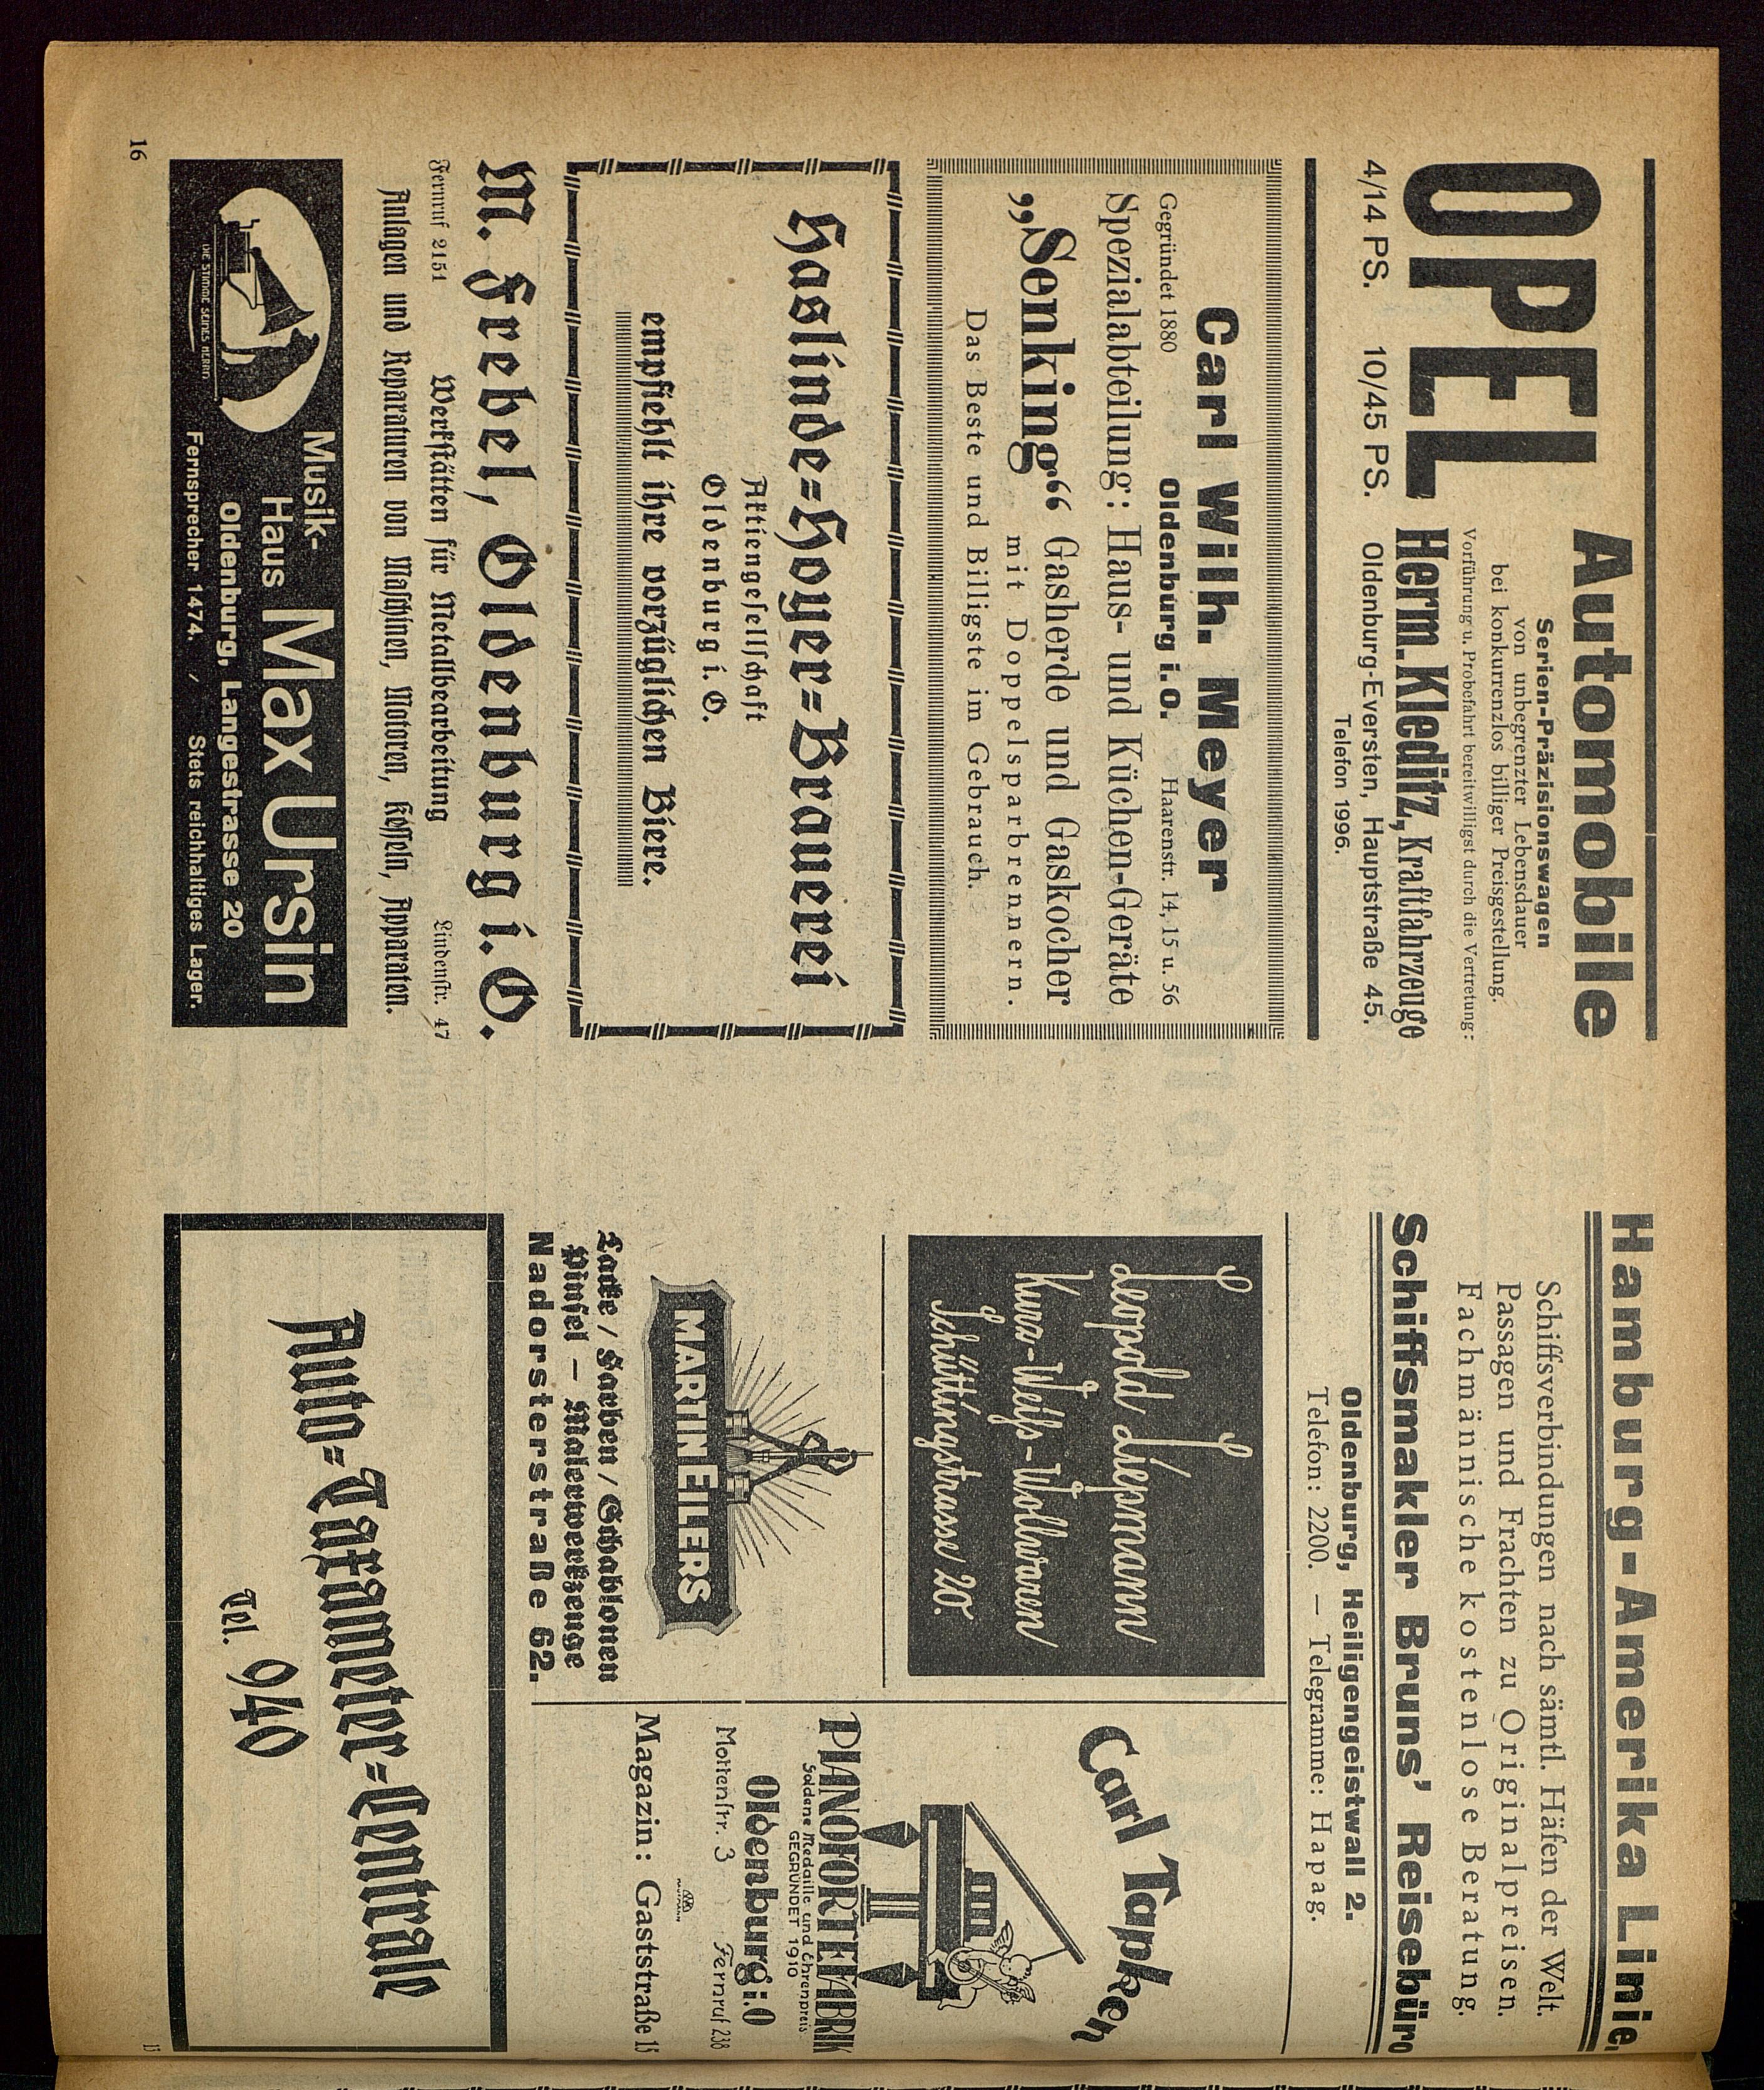 OPEL Automobile
Serien-Präzisionswagen
von unbegrenzter Lebensdauer
bei konkurrenzlos billiger Preisgestellung.
Vorführung u. Probefahrt bereitwilligst durch die Vertretung:
Herm. Kleditz, Kraftfahrzeuge
4/14 PS. 10/45 PS. Oldenburg-Eversten, Hauptstraße 45.
Telefon 1996.
Carl Wilh. Meyer
Gegründet 1880 Oldenburg i. O. Haarenstr. 14, 15 u. 56
Spezialabteilung: Haus- und Küchen-Geräte
„Senking“ Gasherde und Gaskocher
mit Doppelsparbrennern.
Das Beste und Billigste im Gebrauch.
Haslinde-Hoyer-Brauerei
Aktiengesellschaft
Oldenburg i. O.
empfiehlt ihre vorzüglichen Biere.
M. Frebel, Oldenburg i. O.
Fernruf 2151 Werkstätten für Metallbearbeitung Lindenstr. 47
Anlagen und Reparaturen von Maschinen, Motoren, Kesseln, Apparaten.
DIE STIMME SEINES HERRN
Musik-
Haus Max Ursin
Oldenburg, Langestrasse 20
Fernsprecher 1474. / Stets reichhaltiges Lager.
16
Hamburg-Amerika Linie
Schiffsverbindungen nach sämtl. Häfen der Welt.
Passagen und Frachten zu Originalpreisen.
Fachmännische kostenlose Beratung.
Schiffsmakler Bruns' Reisebüro
Oldenburg, Heiligengeistwall 2.
Telefon: 2200. — Telegramme: Hapag.
Leopold Liepmann
Kurz-Weiß-Wollwaren
Schüttingstrasse 20.
MARTIN EILERS
Lacke / Farben / Schablonen
Pinsel — Malerwerkzeuge
Nadorsterstraße 62.
Carl Tapken
PIANOFORTEFABRIK
Goldene Medaille und Ehrenpreis
GEGRÜNDET 1910
Oldenburg i.O
Mottenstr. 3 Fernruf 238
Magazin: Gaststraße 15
Auto-Taxameter-Zentrale
Tel. 940